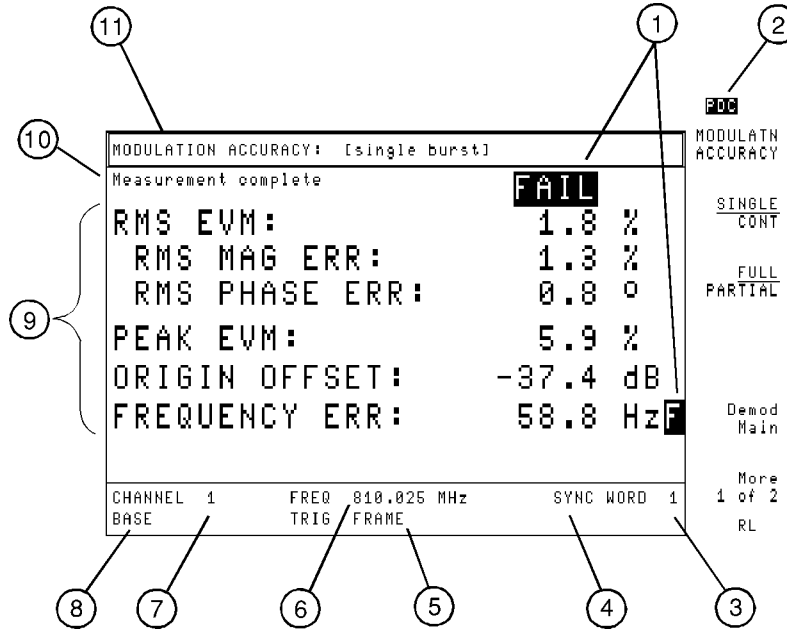 11
1
2
PDC
10
MODULATION ACCURACY: [single burst]
MODULATN
ACCURACY
Measurement complete
FAIL
RMS EVM: 1.8 %
SINGLE
CONT
RMS MAG ERR: 1.3 %
RMS PHASE ERR: 0.8 º
FULL
PARTIAL
9
PEAK EVM: 5.9 %
ORIGIN OFFSET: -37.4 dB
FREQUENCY ERR: 58.8 Hz F
Demod
Main
More
1 of 2
CHANNEL 1 FREQ 810.025 MHz SYNC WORD 1
BASE TRIG FRAME
RL
8
7
6
5
4
3